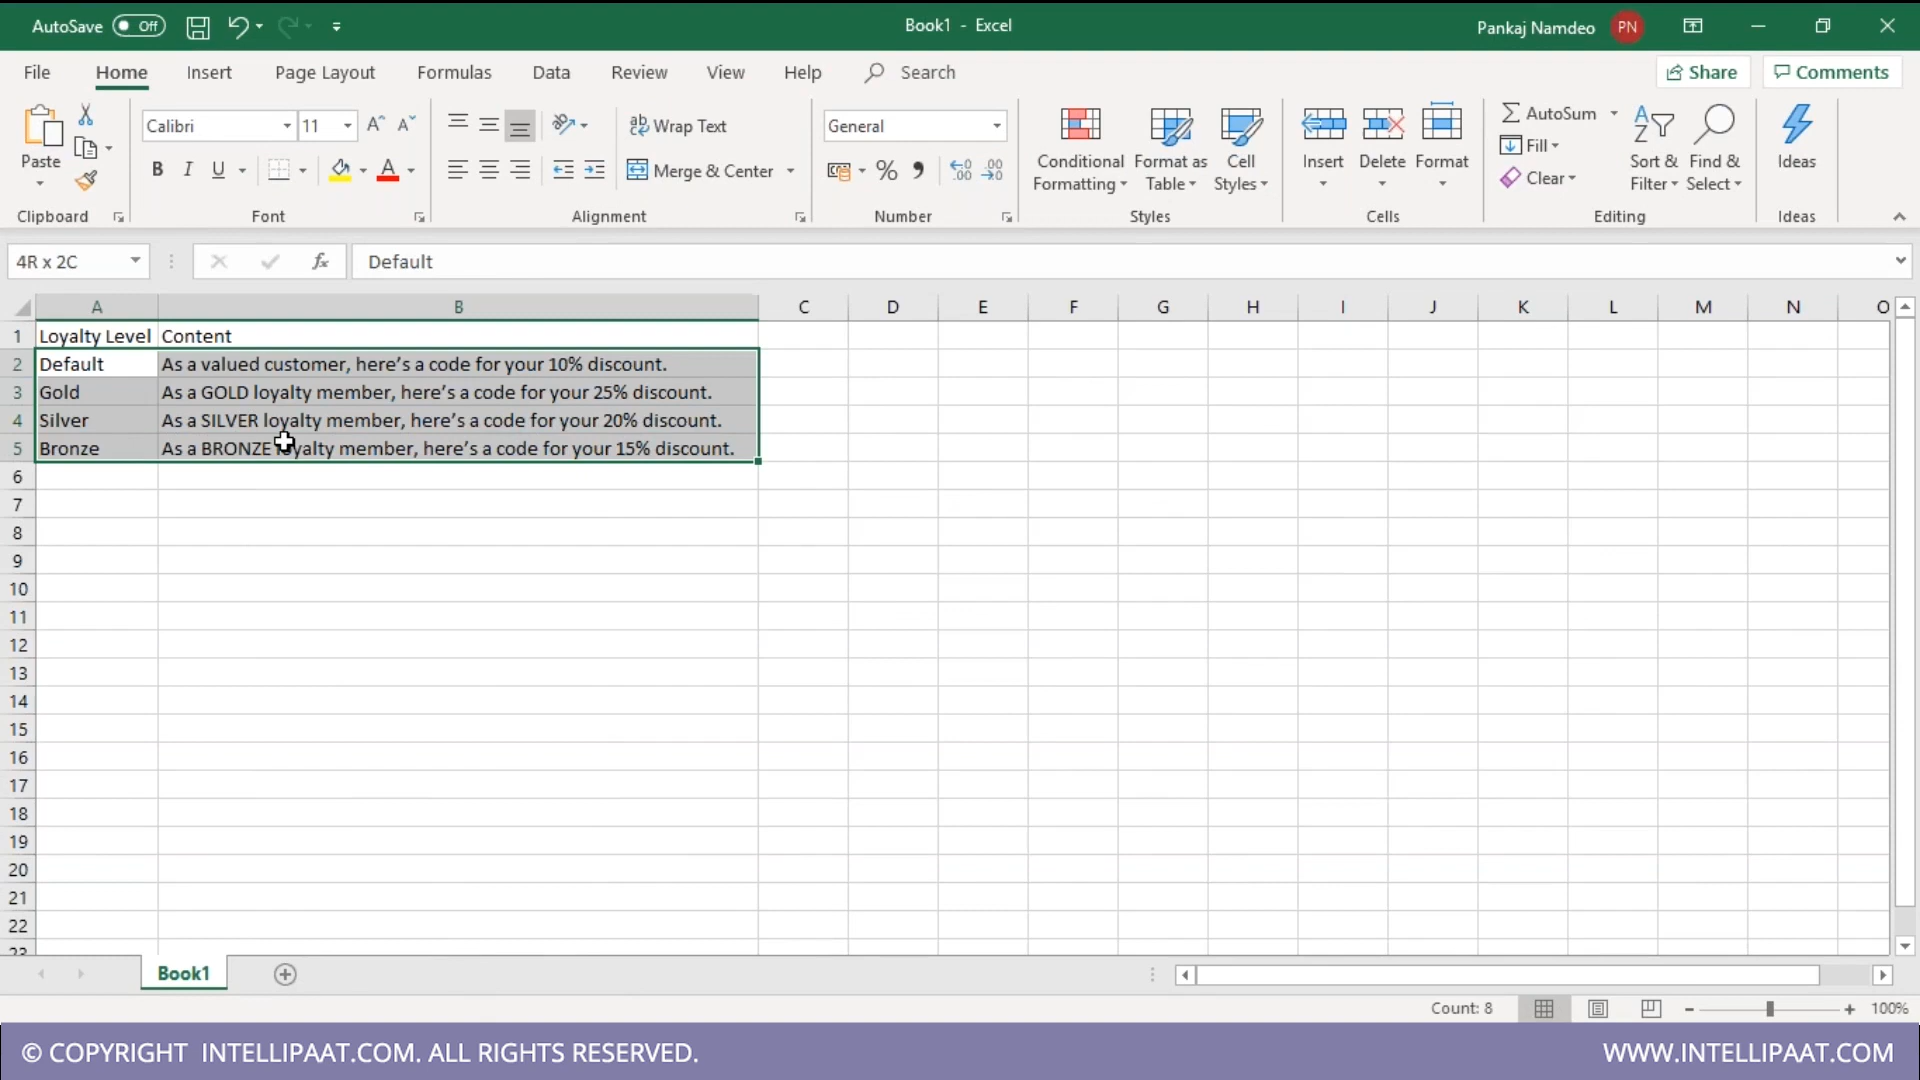 AutoSave Off Book1 - Excel Pankaj Namdeo PN
File Home Insert Page Layout Formulas Data Review View Help Search Share Comments
Calibri 11 Wrap Text General AutoSum
Paste B I U Merge & Center % Conditional Formatting Format as Table Cell Styles Insert Delete Format Fill Clear Sort & Filter Find & Select Ideas
Clipboard Font Alignment Number Styles Cells Editing Ideas
4R x 2C fx Default
A B C D E F G H I J K L M N O
1 Loyalty Level Content
2 Default As a valued customer, here’s a code for your 10% discount.
3 Gold As a GOLD loyalty member, here’s a code for your 25% discount.
4 Silver As a SILVER loyalty member, here’s a code for your 20% discount.
5 Bronze As a BRONZE loyalty member, here’s a code for your 15% discount.
6
7
8
9
10
11
12
13
14
15
16
17
18
19
20
21
22
23
Book1
Count: 8 100%
© COPYRIGHT INTELLIPAAT.COM. ALL RIGHTS RESERVED. WWW.INTELLIPAAT.COM